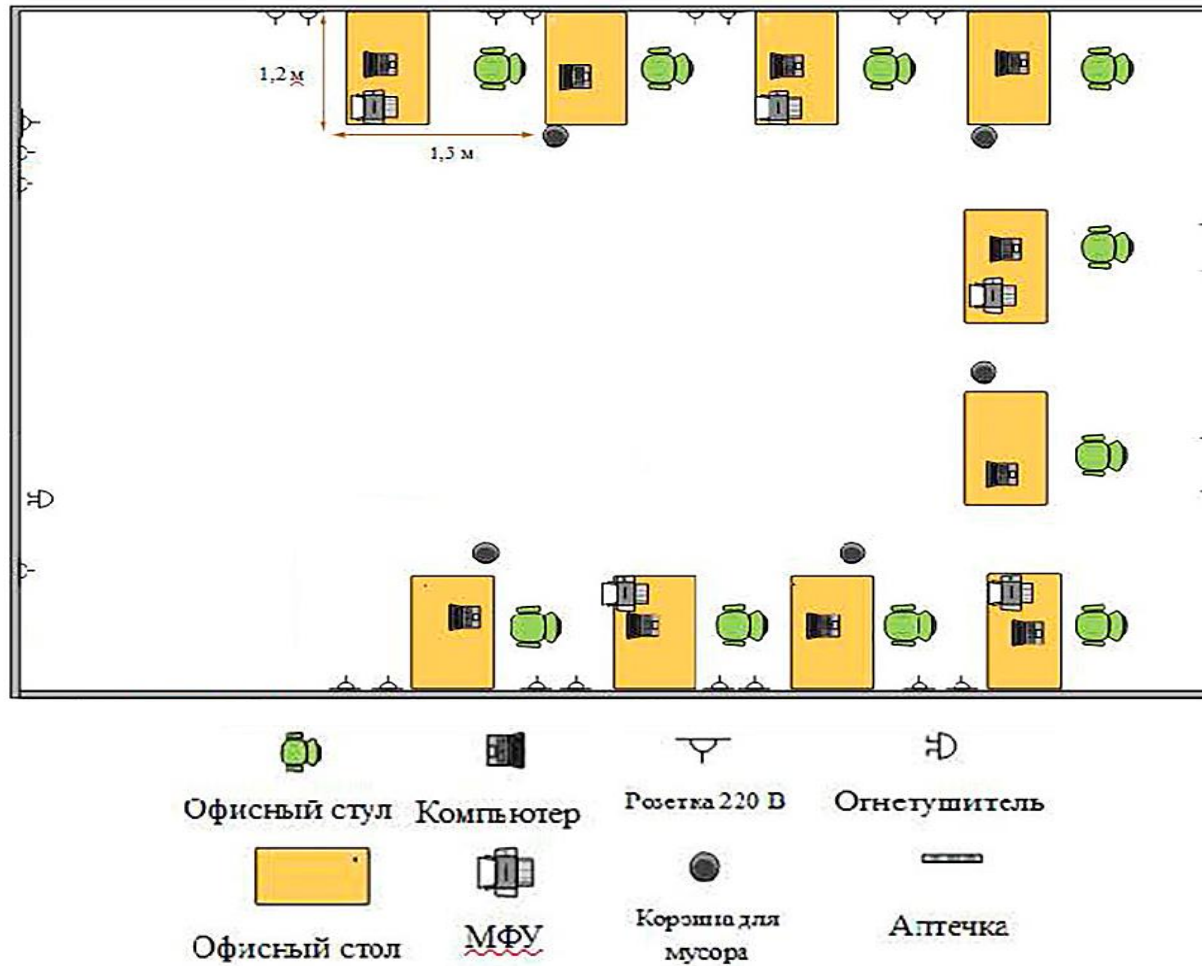 1,2 м
1,5 м
Офисный стул
Компьютер
Розетка 220 В
Огнетушитель
Офисный стол
МФУ
Корзина для
мусора
Аптечка